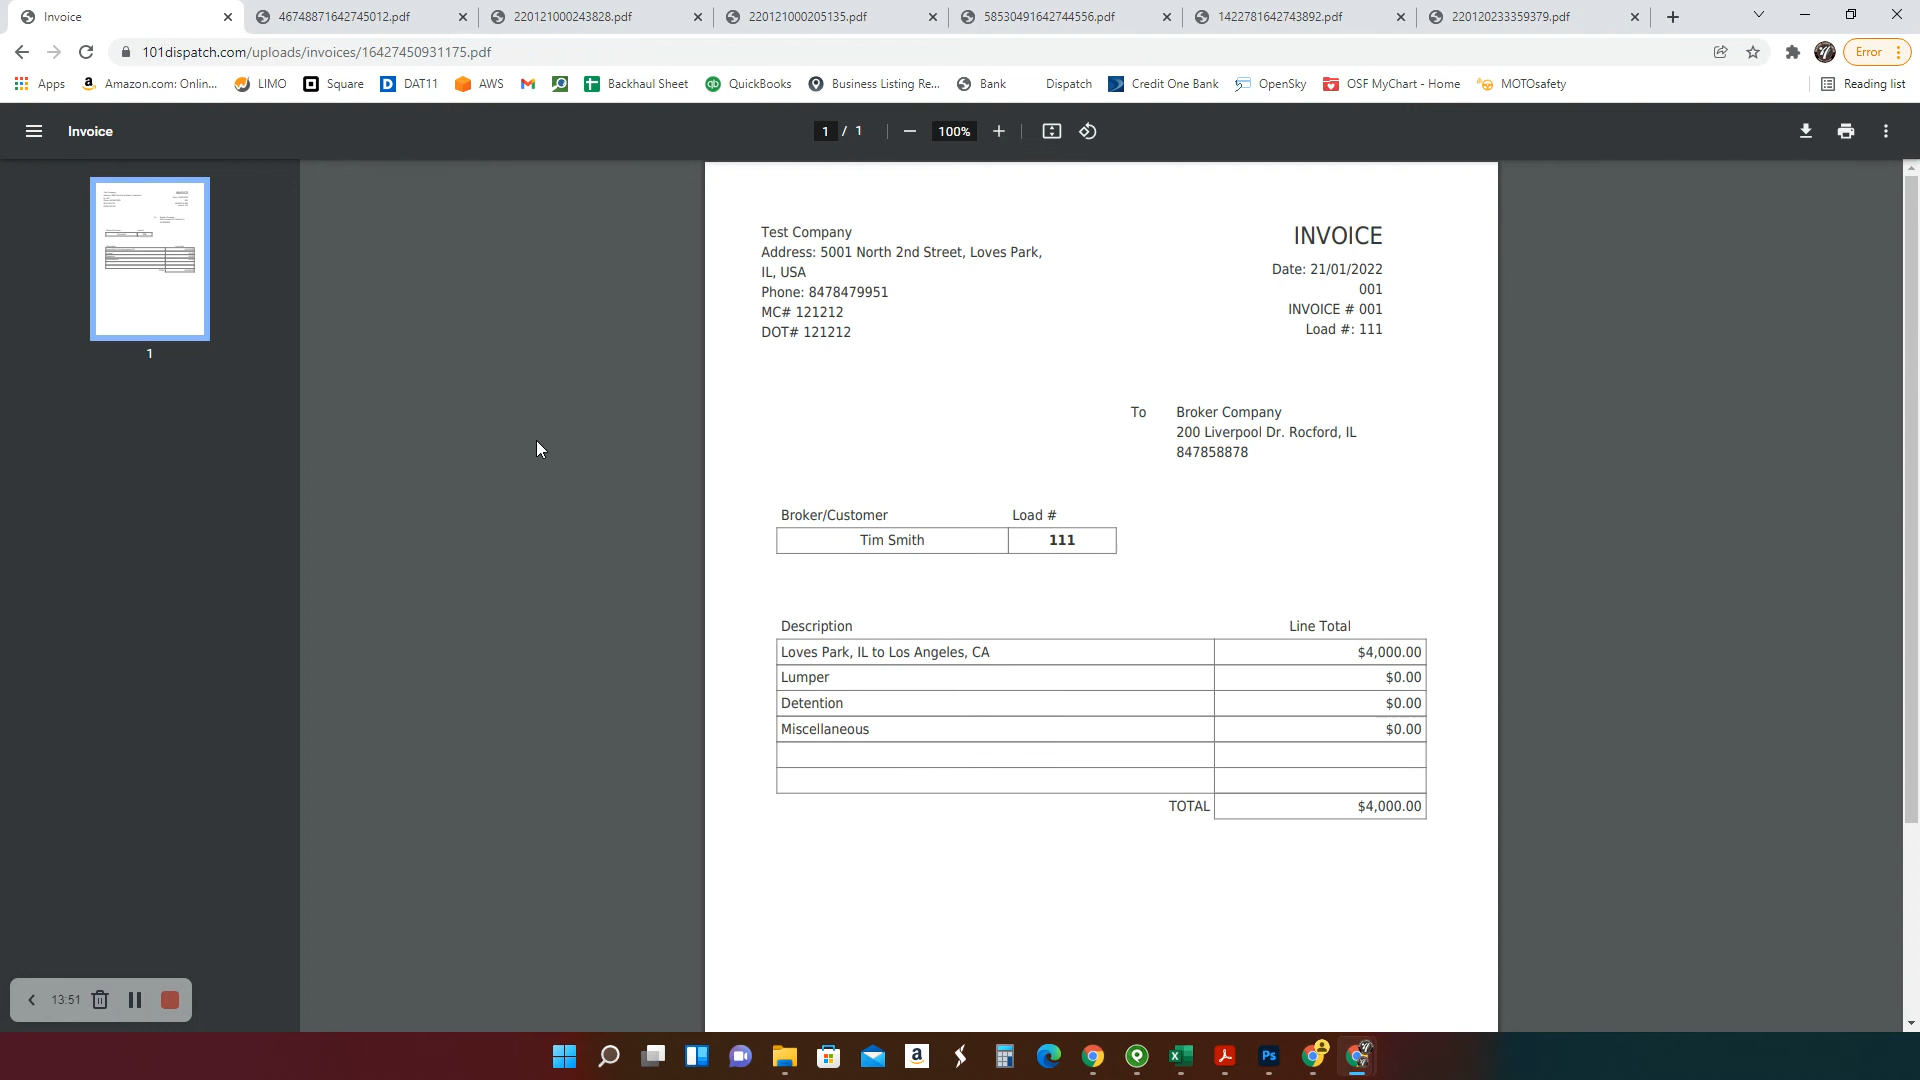 Invoice
46748871642745012.pdf
220121000243828.pdf
220121000205135.pdf
58530491642744556.pdf
1422781642743892.pdf
220120233359379.pdf
101dispatch.com/uploads/invoices/16427450931175.pdf
Error
Apps
Amazon.com: Onlin...
LIMO
Square
DAT11
AWS
Backhaul Sheet
QuickBooks
Business Listing Re...
Bank
Dispatch
Credit One Bank
OpenSky
OSF MyChart - Home
MOTOsafety
Reading list
Invoice
1 / 1
100%
1
Test Company
Address: 5001 North 2nd Street, Loves Park,
IL, USA
Phone: 8478479951
MC# 121212
DOT# 121212
INVOICE
Date: 21/01/2022
001
INVOICE # 001
Load #: 111
To
Broker Company
200 Liverpool Dr. Rocford, IL
847858878
Broker/Customer Load #
Tim Smith 111
Description Line Total
Loves Park, IL to Los Angeles, CA $4,000.00
Lumper $0.00
Detention $0.00
Miscellaneous $0.00
TOTAL $4,000.00
13:51